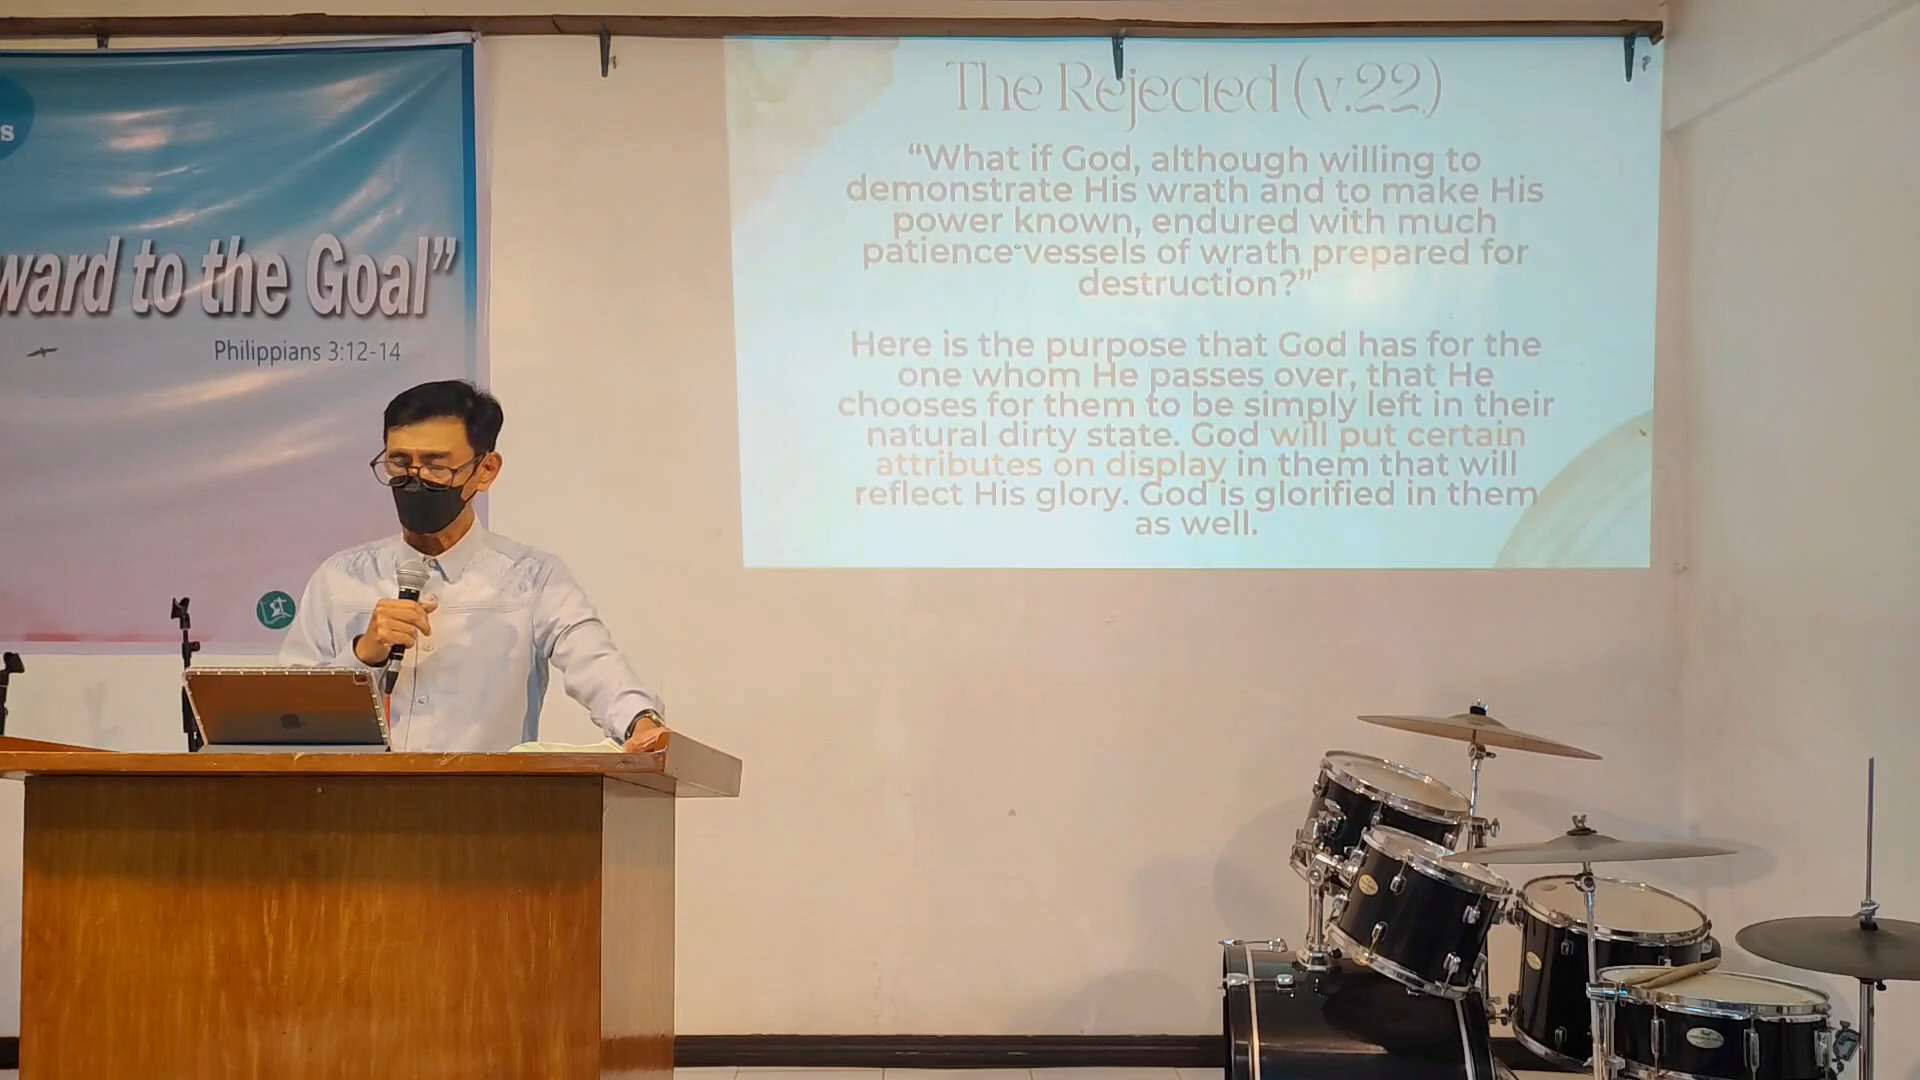 s
ward to the Goal”
Philippians 3:12-14
The Rejected (v.22)
“What if God, although willing to
demonstrate His wrath and to make His
power known, endured with much
patience vessels of wrath prepared for
destruction?”
Here is the purpose that God has for the
one whom He passes over, that He
chooses for them to be simply left in their
natural dirty state. God will put certain
attributes on display in them that will
reflect His glory. God is glorified in them
as well.